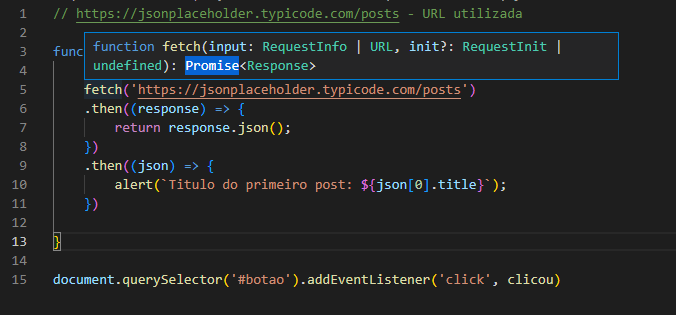 1 // https://jsonplaceholder.typicode.com/posts - URL utilizada
2
3 func
function fetch(input: RequestInfo | URL, init?: RequestInit |
4
undefined): Promise<Response>
5 fetch('https://jsonplaceholder.typicode.com/posts')
6 .then((response) => {
7 return response.json();
8 })
9 .then((json) => {
10 alert(`Titulo do primeiro post: ${json[0].title}`);
11 })
12
13 }
14
15 document.querySelector('#botao').addEventListener('click', clicou)